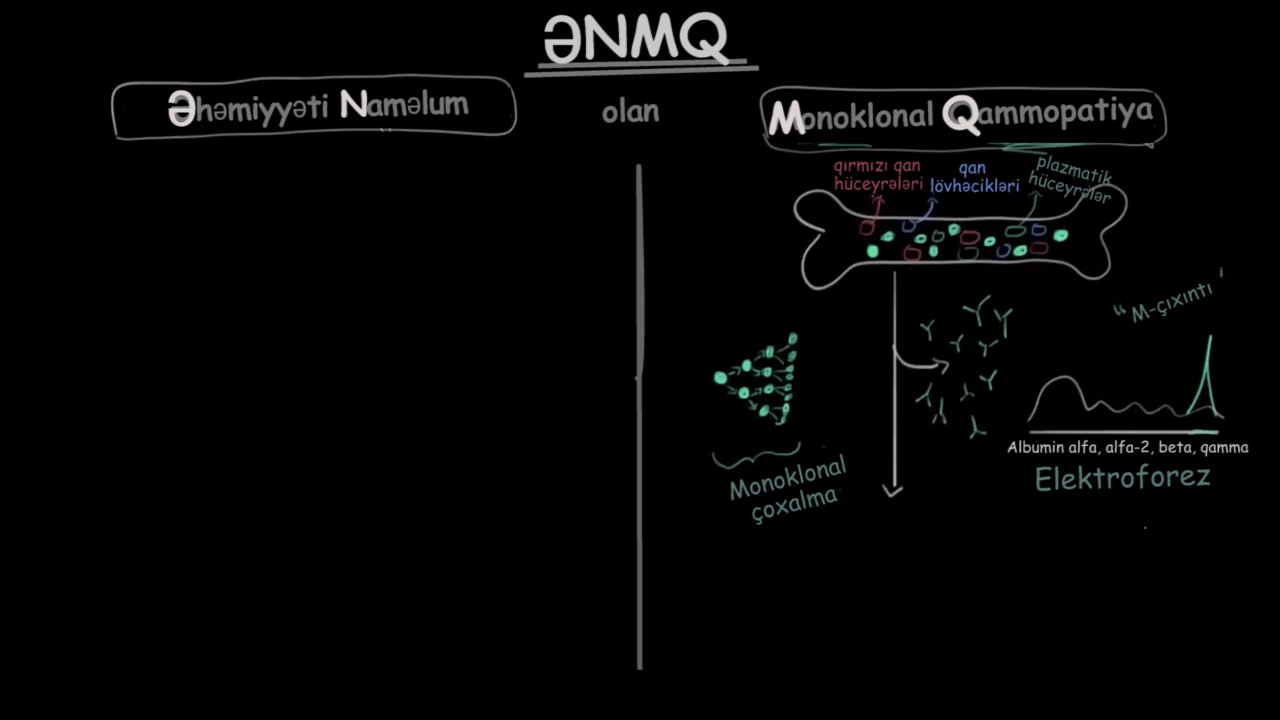 ƏNMQ
Əhəmiyyəti Naməlum
olan
Monoklonal Qammopatiya
qırmızı qan
hüceyrələri
qan
lövhəcikləri
plazmatik
hüceyrələr
“M-çıxıntı’
Monoklonal
çoxalma
Albumin alfa, alfa-2, beta, qamma
Elektroforez